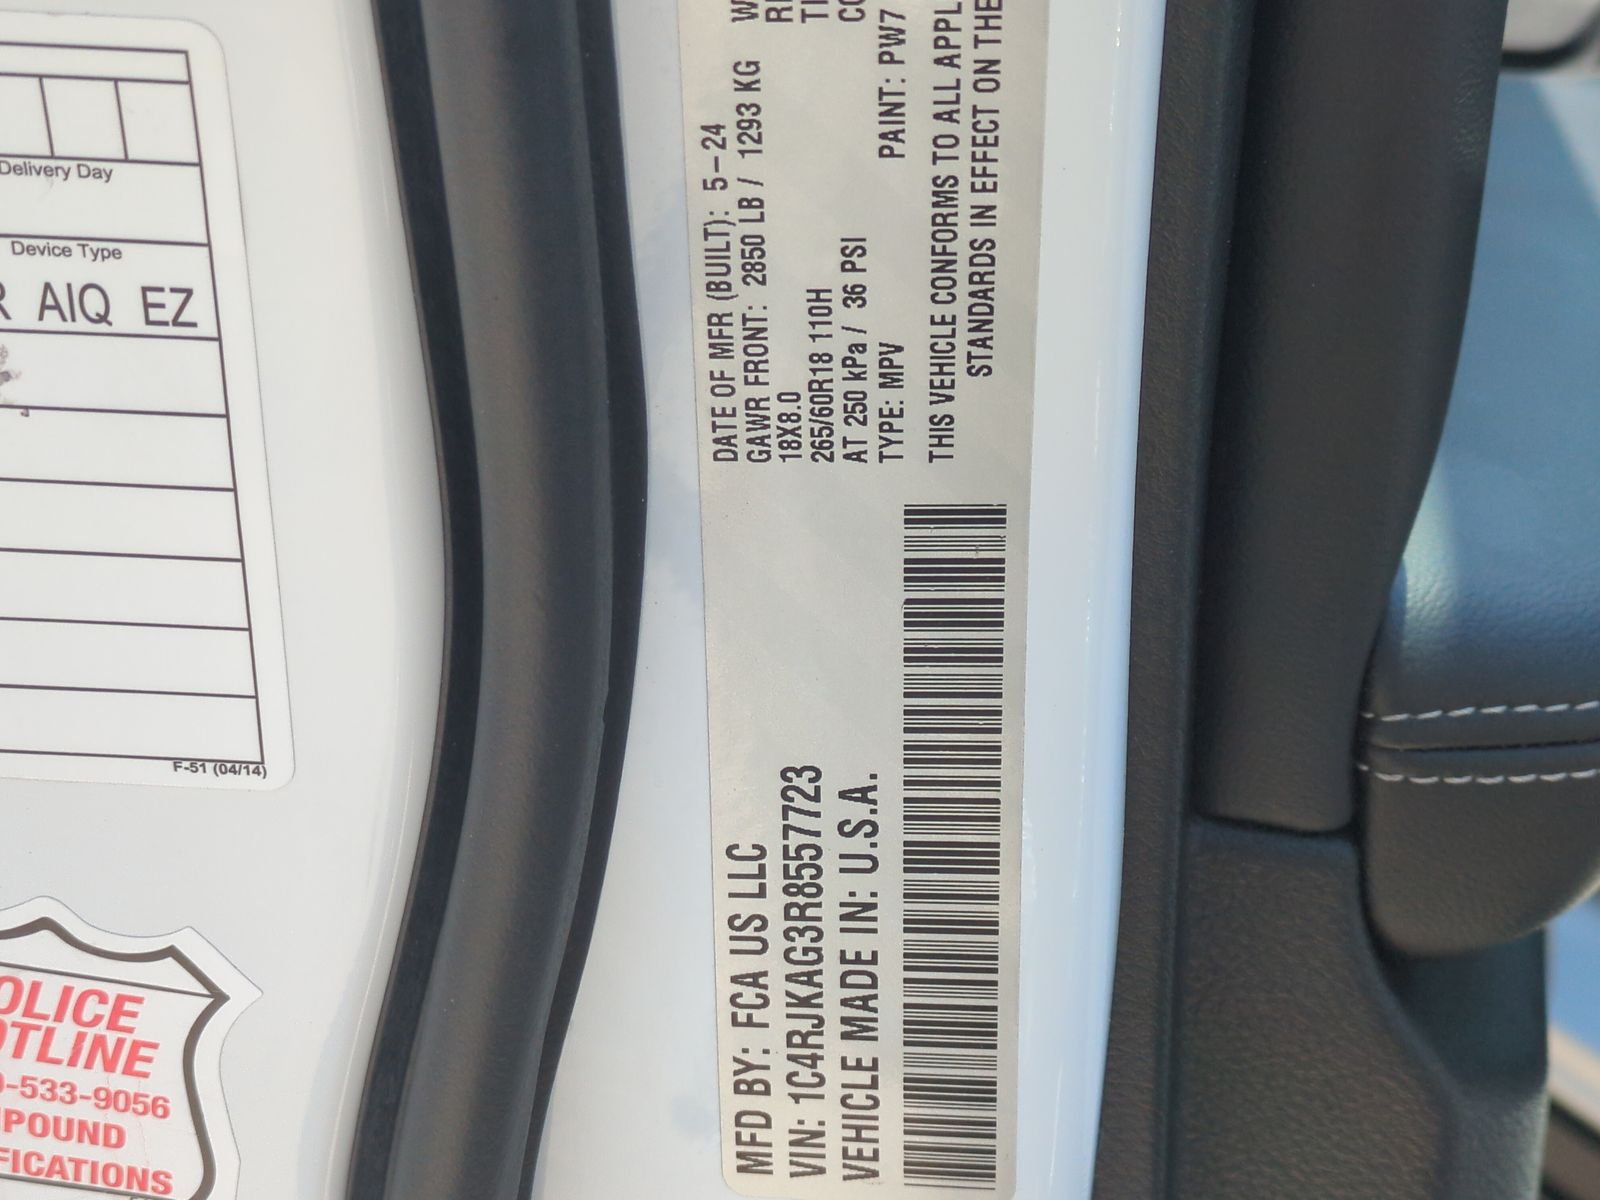 Delivery Day
Device Type
AIQ EZ
F-51 (04/14)
OLICE
OTLINE
-533-9056
POUND
FICATIONS
MFD BY: FCA US LLC
VIN: 1C4RJKAG3R8557723
VEHICLE MADE IN: U.S.A.
DATE OF MFR (BUILT): 5-24
GAWR FRONT: 2850 LB / 1293 KG
18X8.0
265/60R18 110H
AT 250 kPa / 36 PSI
TYPE: MPV PAINT: PW7
THIS VEHICLE CONFORMS TO ALL APPL
STANDARDS IN EFFECT ON THE